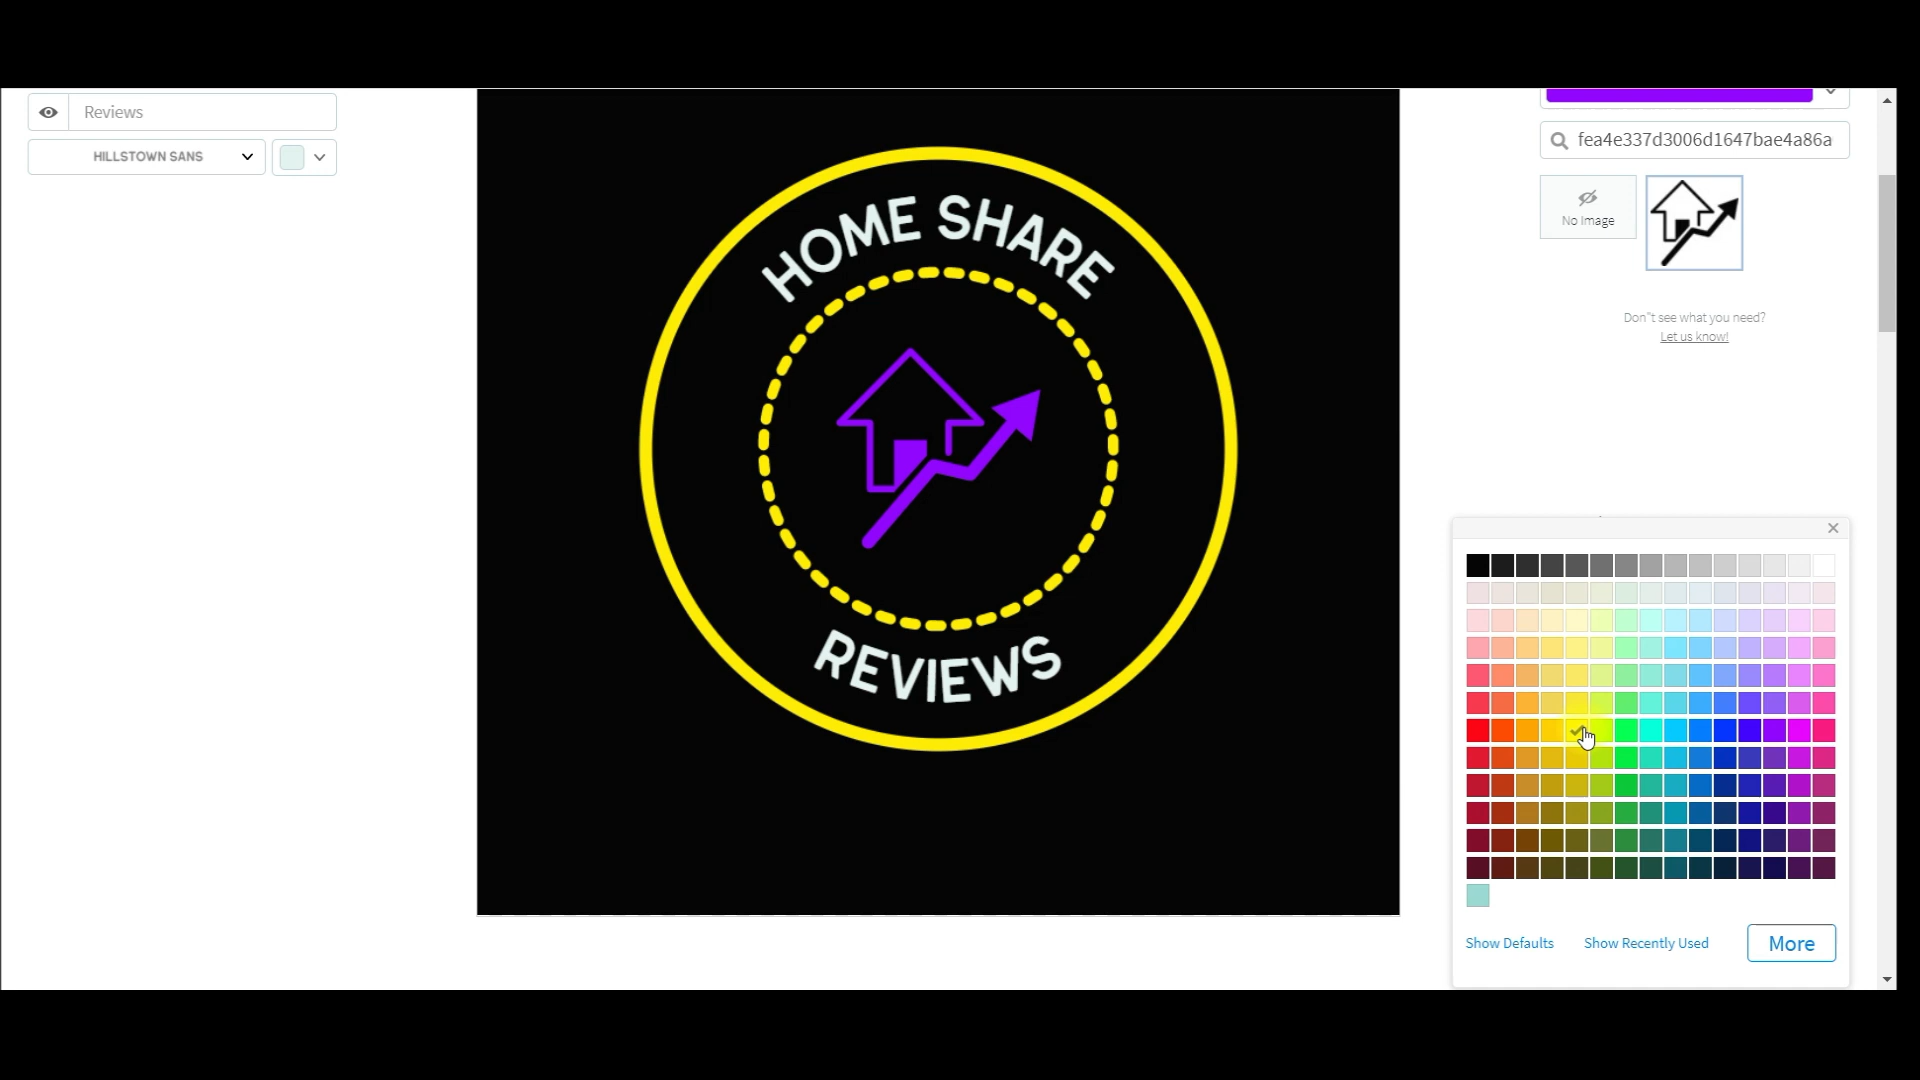 Reviews
HILLSTOWN SANS
HOME SHARE
REVIEWS
fea4e337d3006d1647bae4a86a
No Image
Don"t see what you need?
Let us know!
Show Defaults
Show Recently Used
More